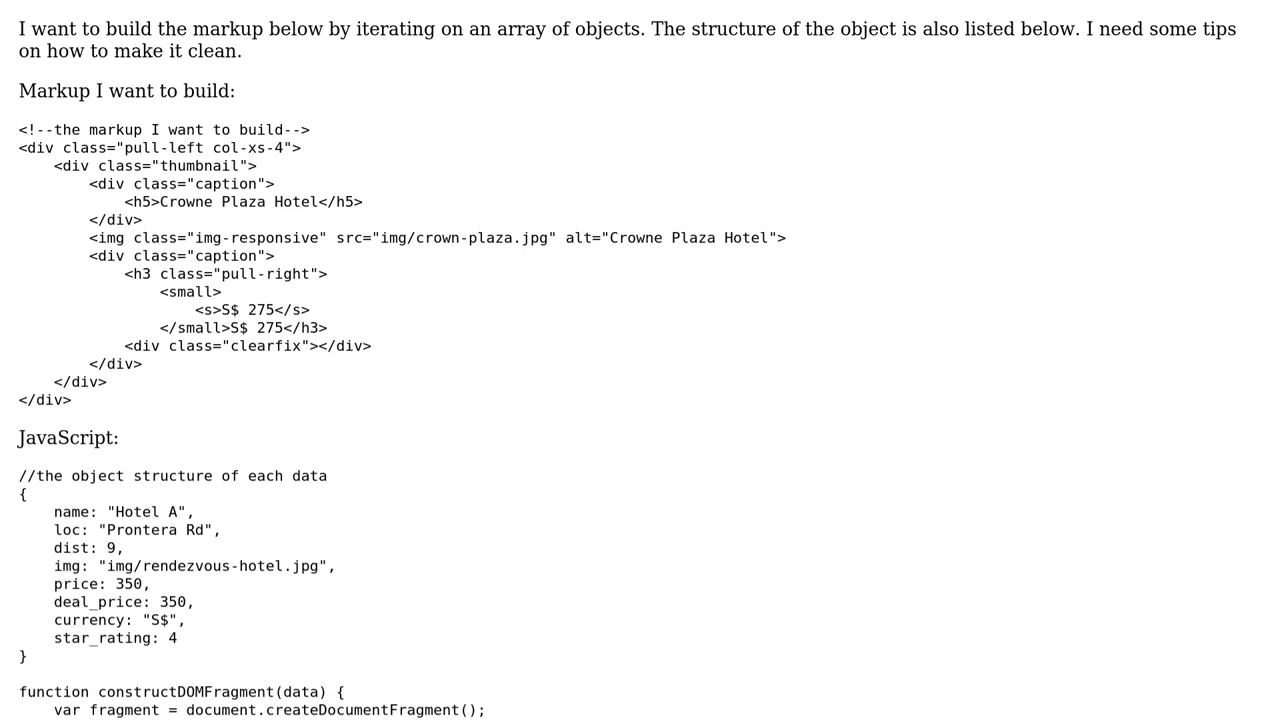 I want to build the markup below by iterating on an array of objects. The structure of the object is also listed below. I need some tips
on how to make it clean.
Markup I want to build:
<!--the markup I want to build-->
<div class="pull-left col-xs-4">
    <div class="thumbnail">
        <div class="caption">
            <h5>Crowne Plaza Hotel</h5>
        </div>
        <img class="img-responsive" src="img/crown-plaza.jpg" alt="Crowne Plaza Hotel">
        <div class="caption">
            <h3 class="pull-right">
                <small>
                    <s>S$ 275</s>
                </small>S$ 275</h3>
            <div class="clearfix"></div>
        </div>
    </div>
</div>
JavaScript:
//the object structure of each data
{
    name: "Hotel A",
    loc: "Prontera Rd",
    dist: 9,
    img: "img/rendezvous-hotel.jpg",
    price: 350,
    deal_price: 350,
    currency: "S$",
    star_rating: 4
}
function constructDOMFragment(data) {
    var fragment = document.createDocumentFragment();